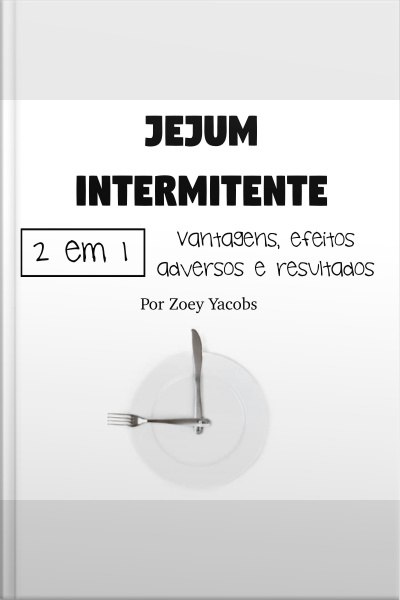 JEJUM
INTERMITENTE
2 em 1
Vantagens, efeitos
adversos e resultados
Por Zoey Yacobs